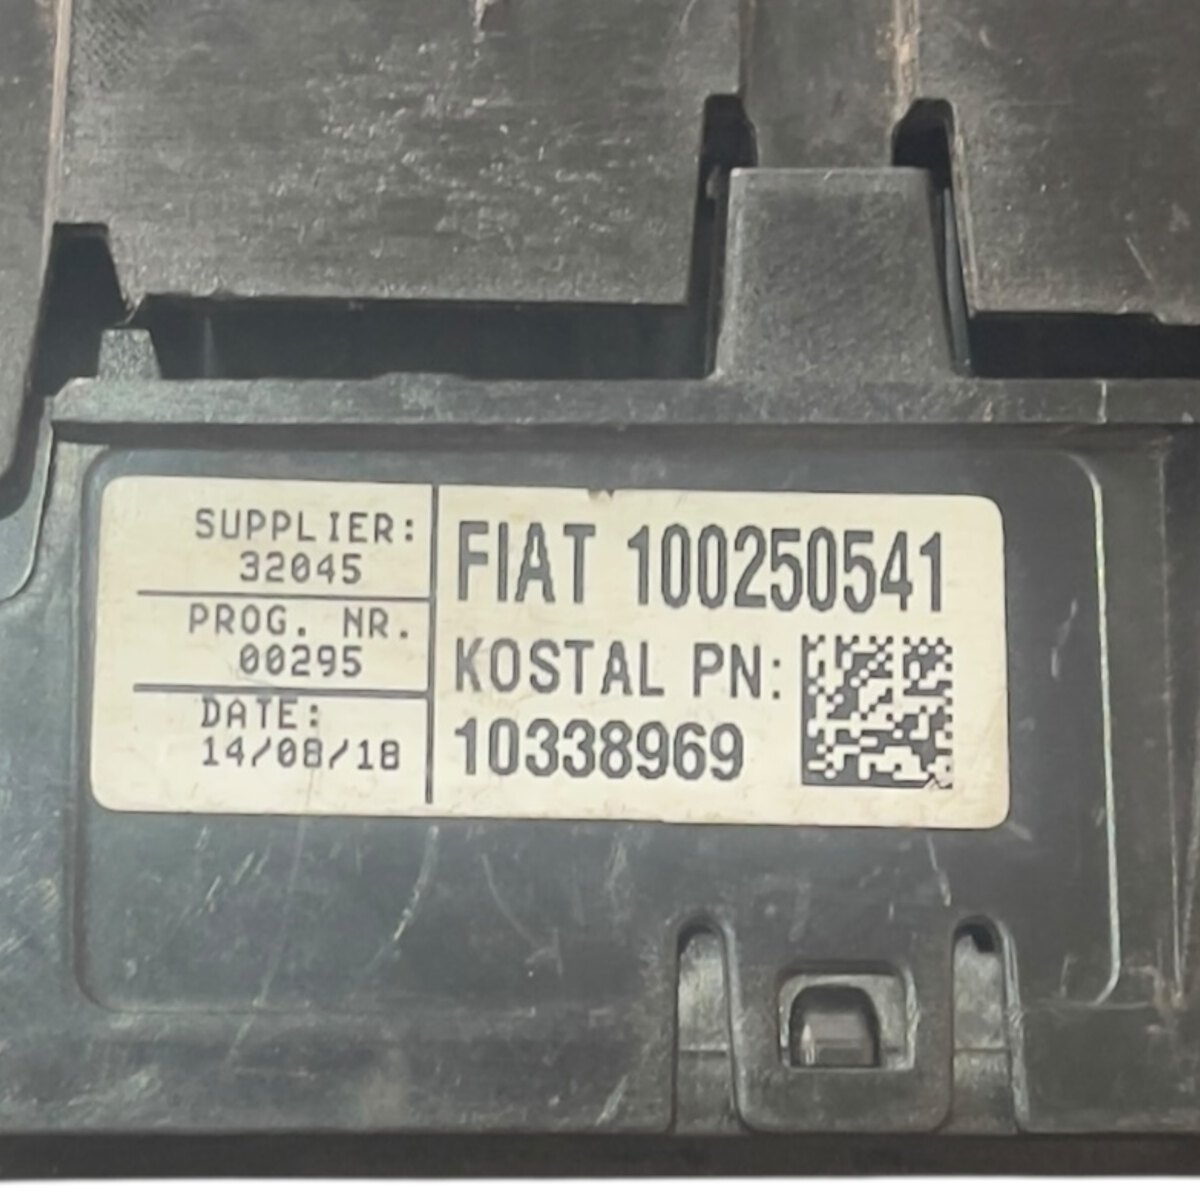 SUPPLIER:
32045
PROG. NR.
00295
DATE:
14/08/18
FIAT 100250541
KOSTAL PN:
10338969